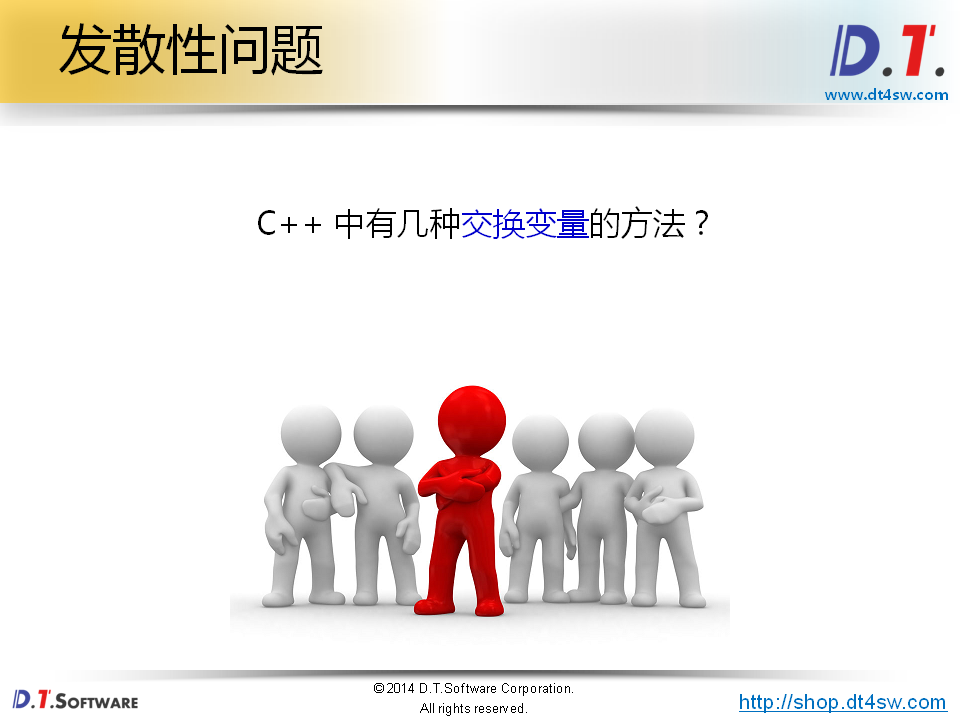 发散性问题
D.T.
www.dt4sw.com
C++ 中有几种交换变量的方法？
D.T.SOFTWARE
©2014 D.T.Software Corporation.
All rights reserved.
http://shop.dt4sw.com